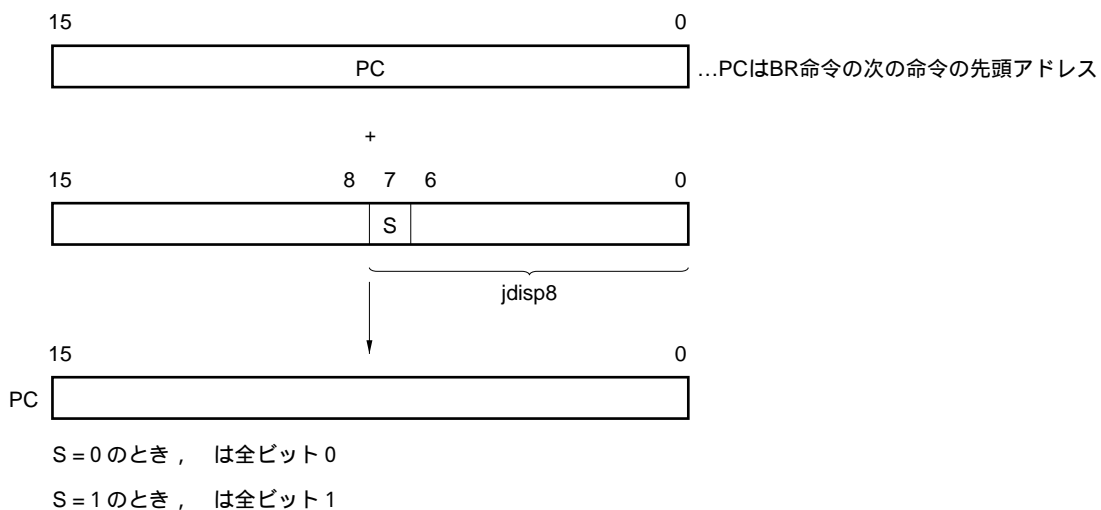 15 0
PC …PCはBR命令の次の命令の先頭アドレス
+
15 8 7 6 0
S
jdisp8
15 0
PC
S=0のとき， は全ビット0
S=1のとき， は全ビット1